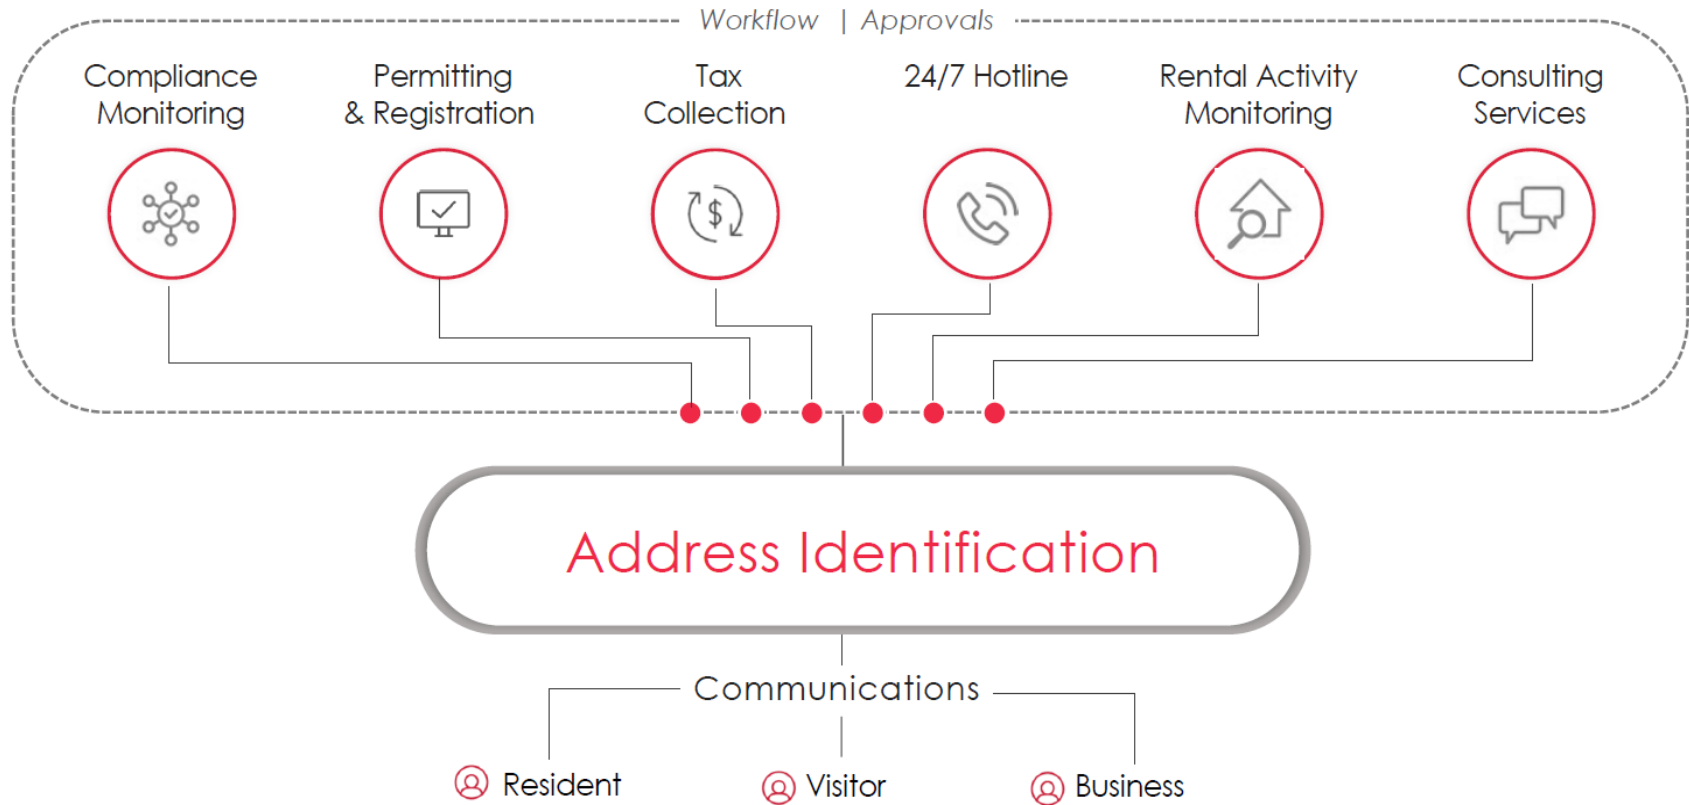 Workflow | Approvals
Compliance
Monitoring
Permitting
& Registration
Tax
Collection
24/7 Hotline
Rental Activity
Monitoring
Consulting
Services
$
Address Identification
Communications
Resident
Visitor
Business